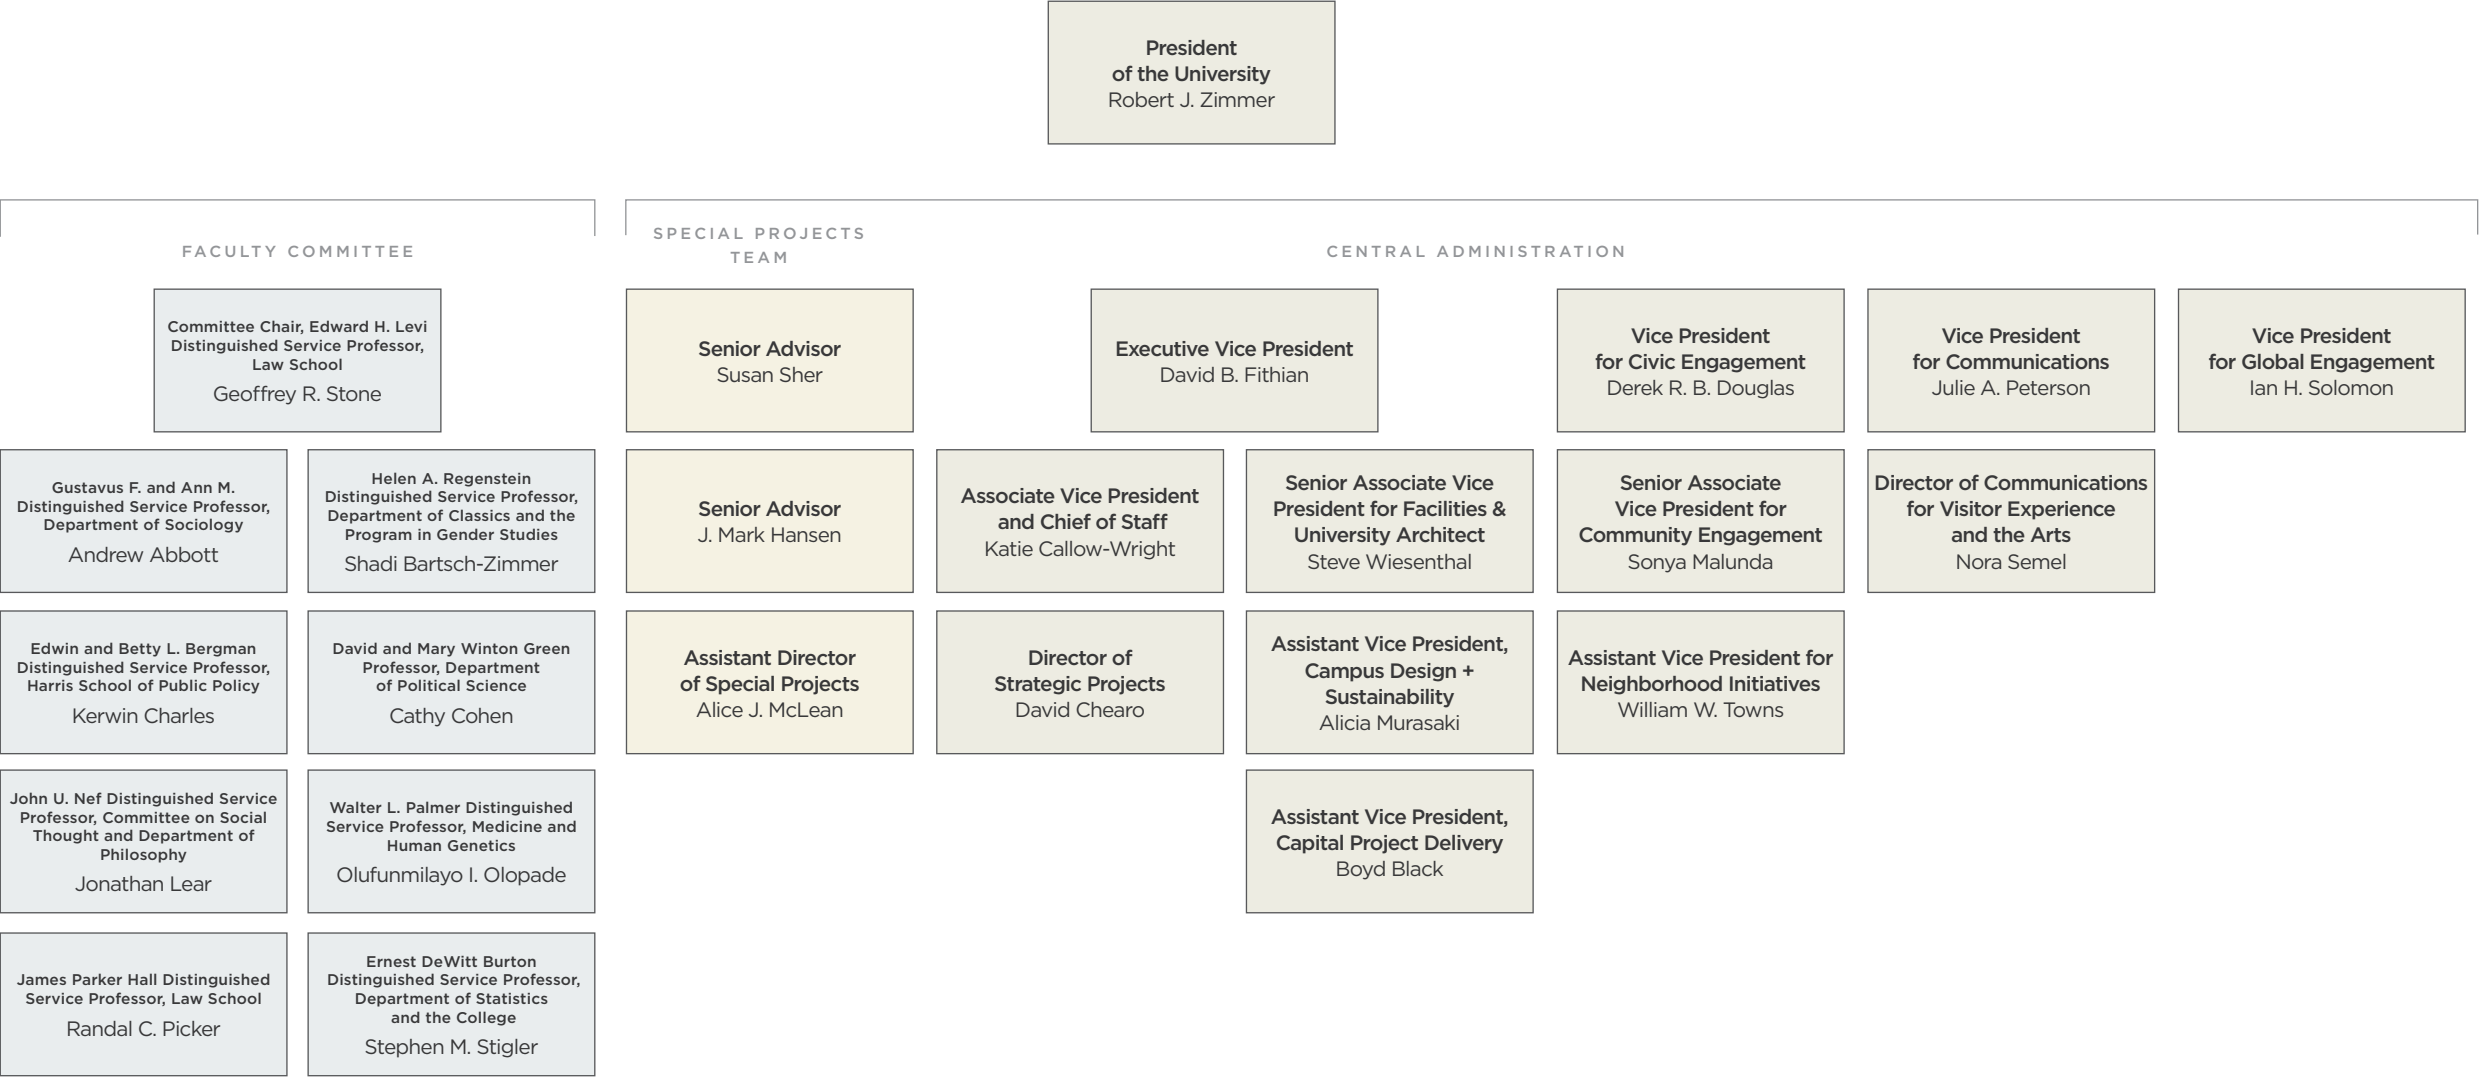 President
of the University
Robert J. Zimmer
FACULTY COMMITTEE
SPECIAL PROJECTS
TEAM
CENTRAL ADMINISTRATION
Committee Chair, Edward H. Levi
Distinguished Service Professor,
Law School
Geoffrey R. Stone
Senior Advisor
Susan Sher
Executive Vice President
David B. Fithian
Vice President
for Civic Engagement
Derek R. B. Douglas
Vice President
for Communications
Julie A. Peterson
Vice President
for Global Engagement
Ian H. Solomon
Gustavus F. and Ann M.
Distinguished Service Professor,
Department of Sociology
Andrew Abbott
Helen A. Regenstein
Distinguished Service Professor,
Department of Classics and the
Program in Gender Studies
Shadi Bartsch-Zimmer
Senior Advisor
J. Mark Hansen
Associate Vice President
and Chief of Staff
Katie Callow-Wright
Senior Associate Vice
President for Facilities &
University Architect
Steve Wiesenthal
Senior Associate
Vice President for
Community Engagement
Sonya Malunda
Director of Communications
for Visitor Experience
and the Arts
Nora Semel
Edwin and Betty L. Bergman
Distinguished Service Professor,
Harris School of Public Policy
Kerwin Charles
David and Mary Winton Green
Professor, Department
of Political Science
Cathy Cohen
Assistant Director
of Special Projects
Alice J. McLean
Director of
Strategic Projects
David Chearo
Assistant Vice President,
Campus Design +
Sustainability
Alicia Murasaki
Assistant Vice President for
Neighborhood Initiatives
William W. Towns
John U. Nef Distinguished Service
Professor, Committee on Social
Thought and Department of
Philosophy
Jonathan Lear
Walter L. Palmer Distinguished
Service Professor, Medicine and
Human Genetics
Olufunmilayo I. Olopade
Assistant Vice President,
Capital Project Delivery
Boyd Black
James Parker Hall Distinguished
Service Professor, Law School
Randal C. Picker
Ernest DeWitt Burton
Distinguished Service Professor,
Department of Statistics
and the College
Stephen M. Stigler